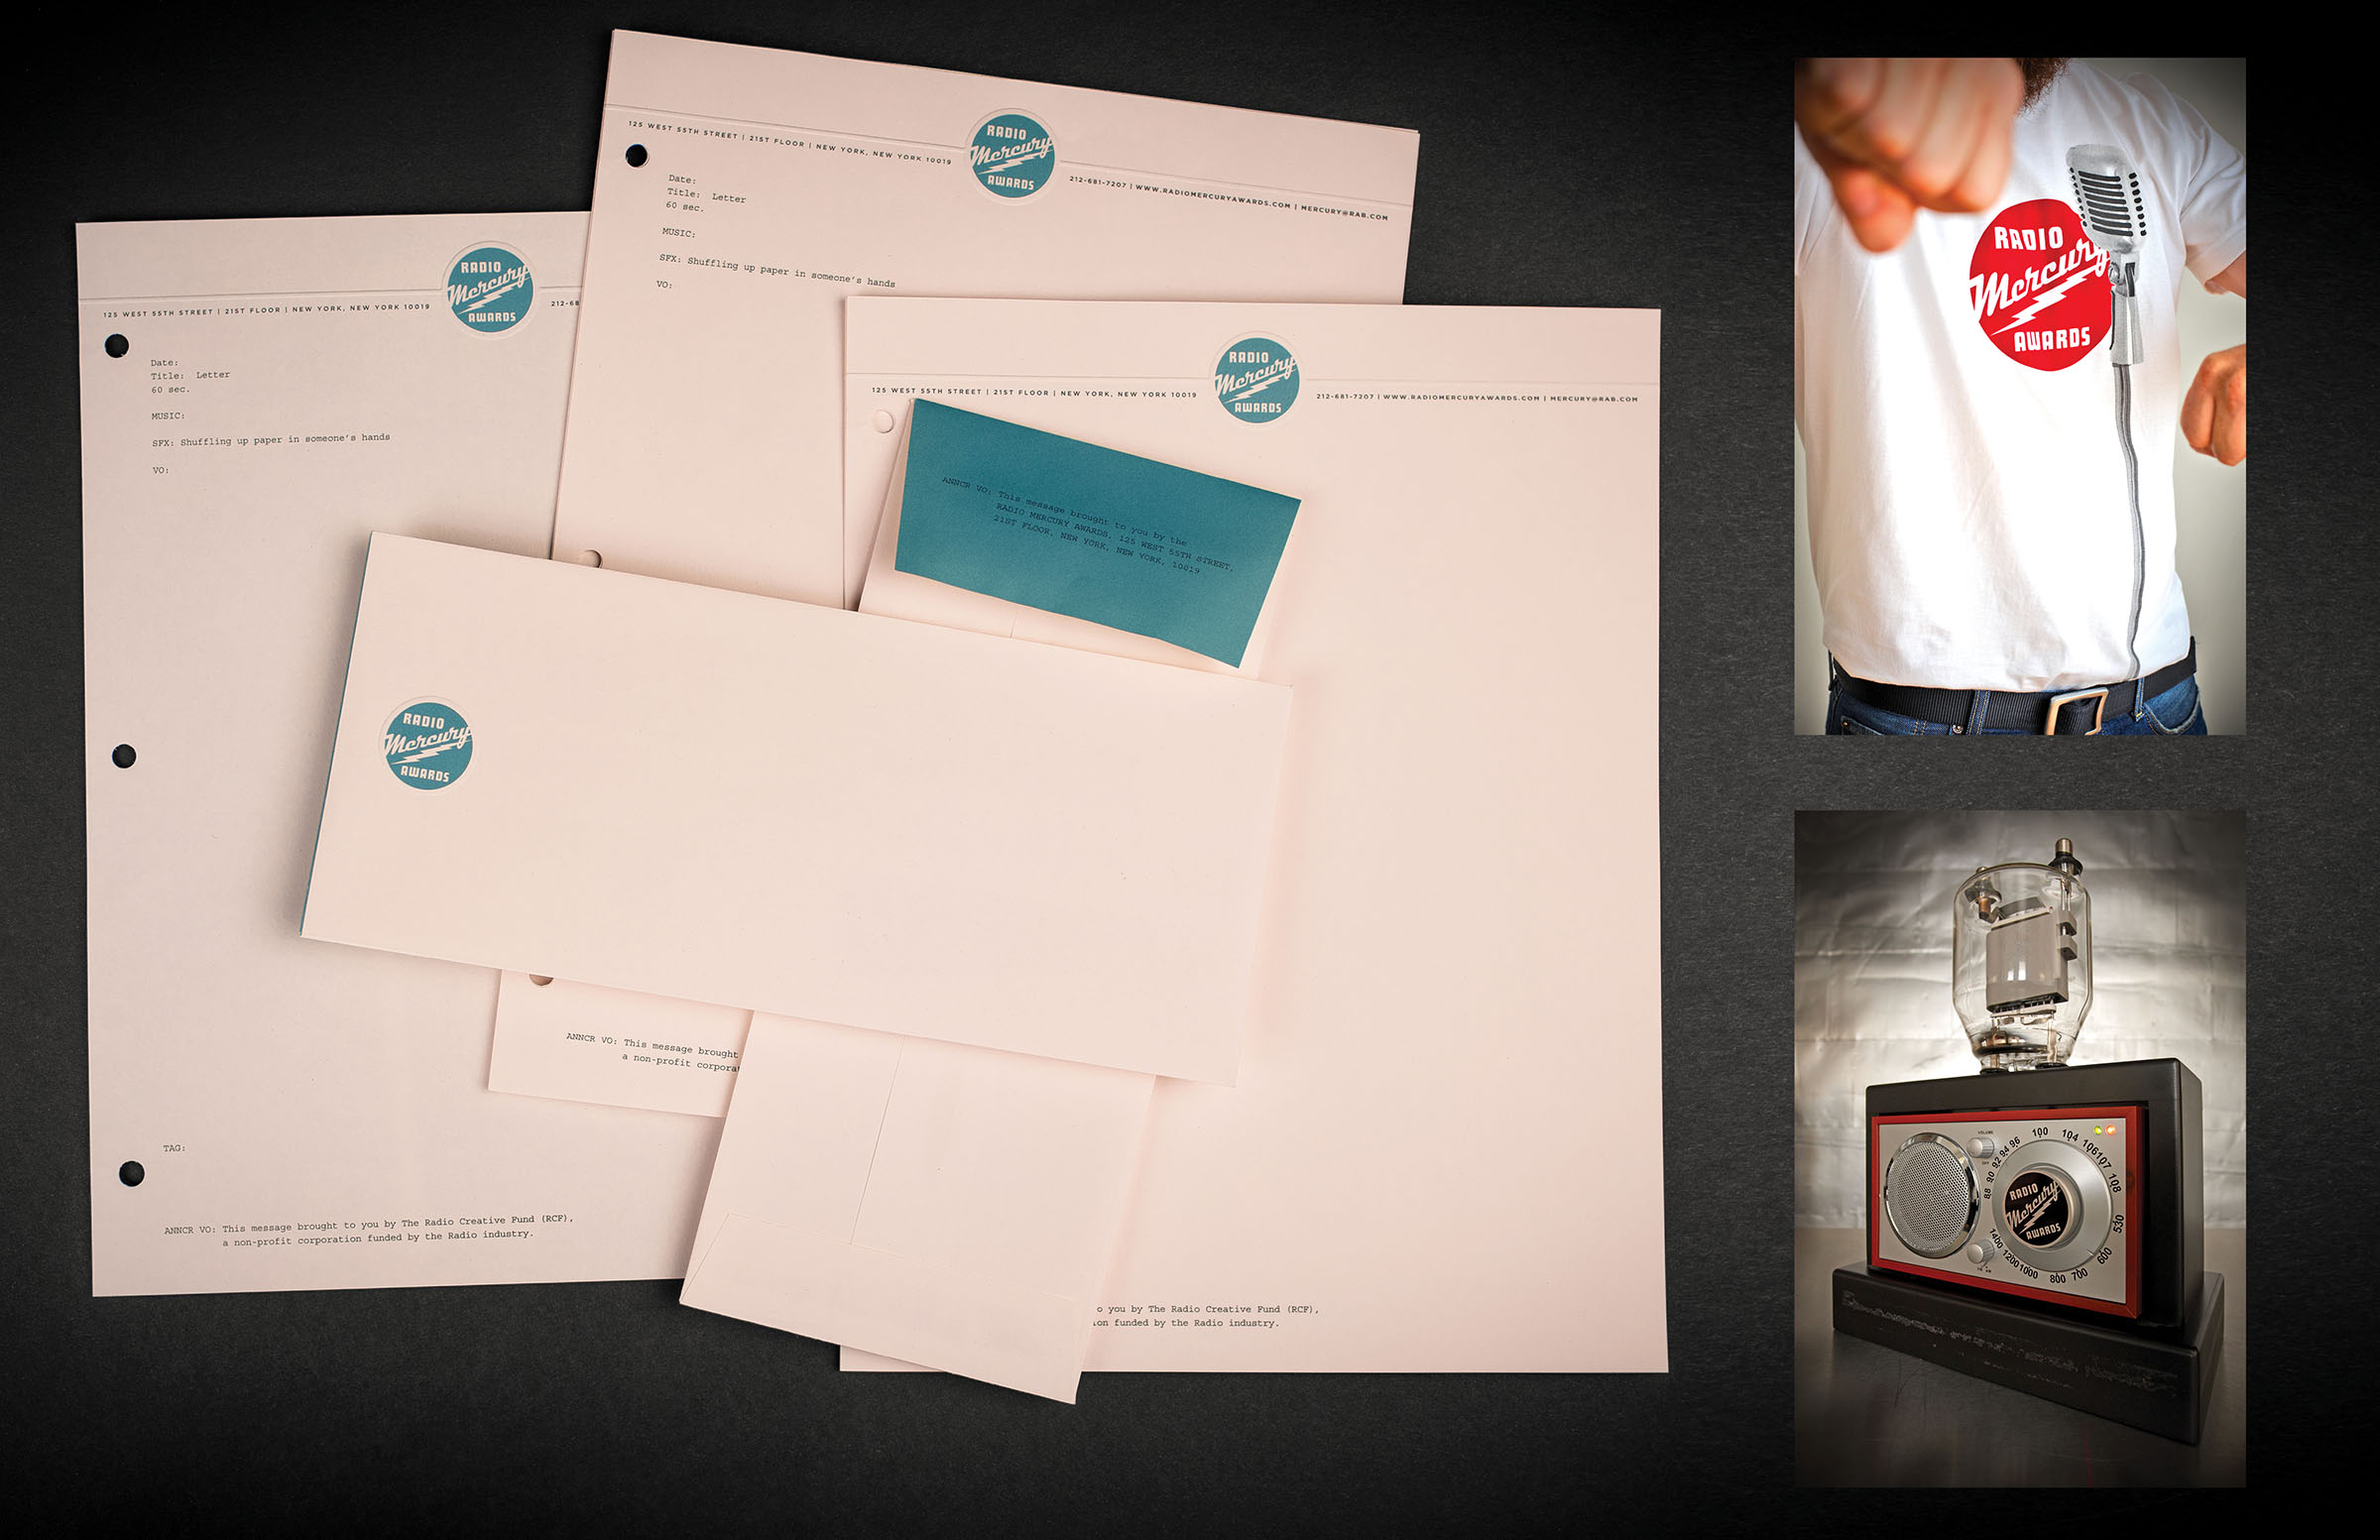 125 WEST 55TH STREET | 21ST FLOOR | NEW YORK, NEW YORK 10019
RADIO
Mercury
AWARDS
212-68
Date:
Title: Letter
60 sec.
MUSIC:
SFX: Shuffling up paper in someone's hands
VO:
TAG:
ANNCR VO: This message brought to you by The Radio Creative Fund (RCF),
a non-profit corporation funded by the Radio industry.
125 WEST 55TH STREET | 21ST FLOOR | NEW YORK, NEW YORK 10019
RADIO
Mercury
AWARDS
212-681-7207 | WWW.RADIOMERCURYAWARDS.COM | MERCURY@RAB.COM
Date:
Title: Letter
60 sec.
MUSIC:
SFX: Shuffling up paper in someone's hands
VO:
ANNCR VO: This message brought
a non-profit corpora
125 WEST 55TH STREET | 21ST FLOOR | NEW YORK, NEW YORK 10019
RADIO
Mercury
AWARDS
212-681-7207 | WWW.RADIOMERCURYAWARDS.COM | MERCURY@RAB.COM
o you by The Radio Creative Fund (RCF),
ion funded by the Radio industry.
ANNCR VO: This message brought to you by the
RADIO MERCURY AWARDS, 125 WEST 55TH STREET,
21ST FLOOR, NEW YORK, NEW YORK, 10019
RADIO
Mercury
AWARDS
RADIO
Mercury
AWARDS
VOLUME
88 90 92 94 96 100 104 106 107 108
530 600 700 800 1000 1200 1400
RADIO
Mercury
AWARDS